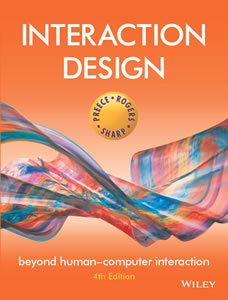 INTERACTION
DESIGN
PREECE • ROGERS
SHARP •
beyond human–computer interaction
4th Edition
WILEY